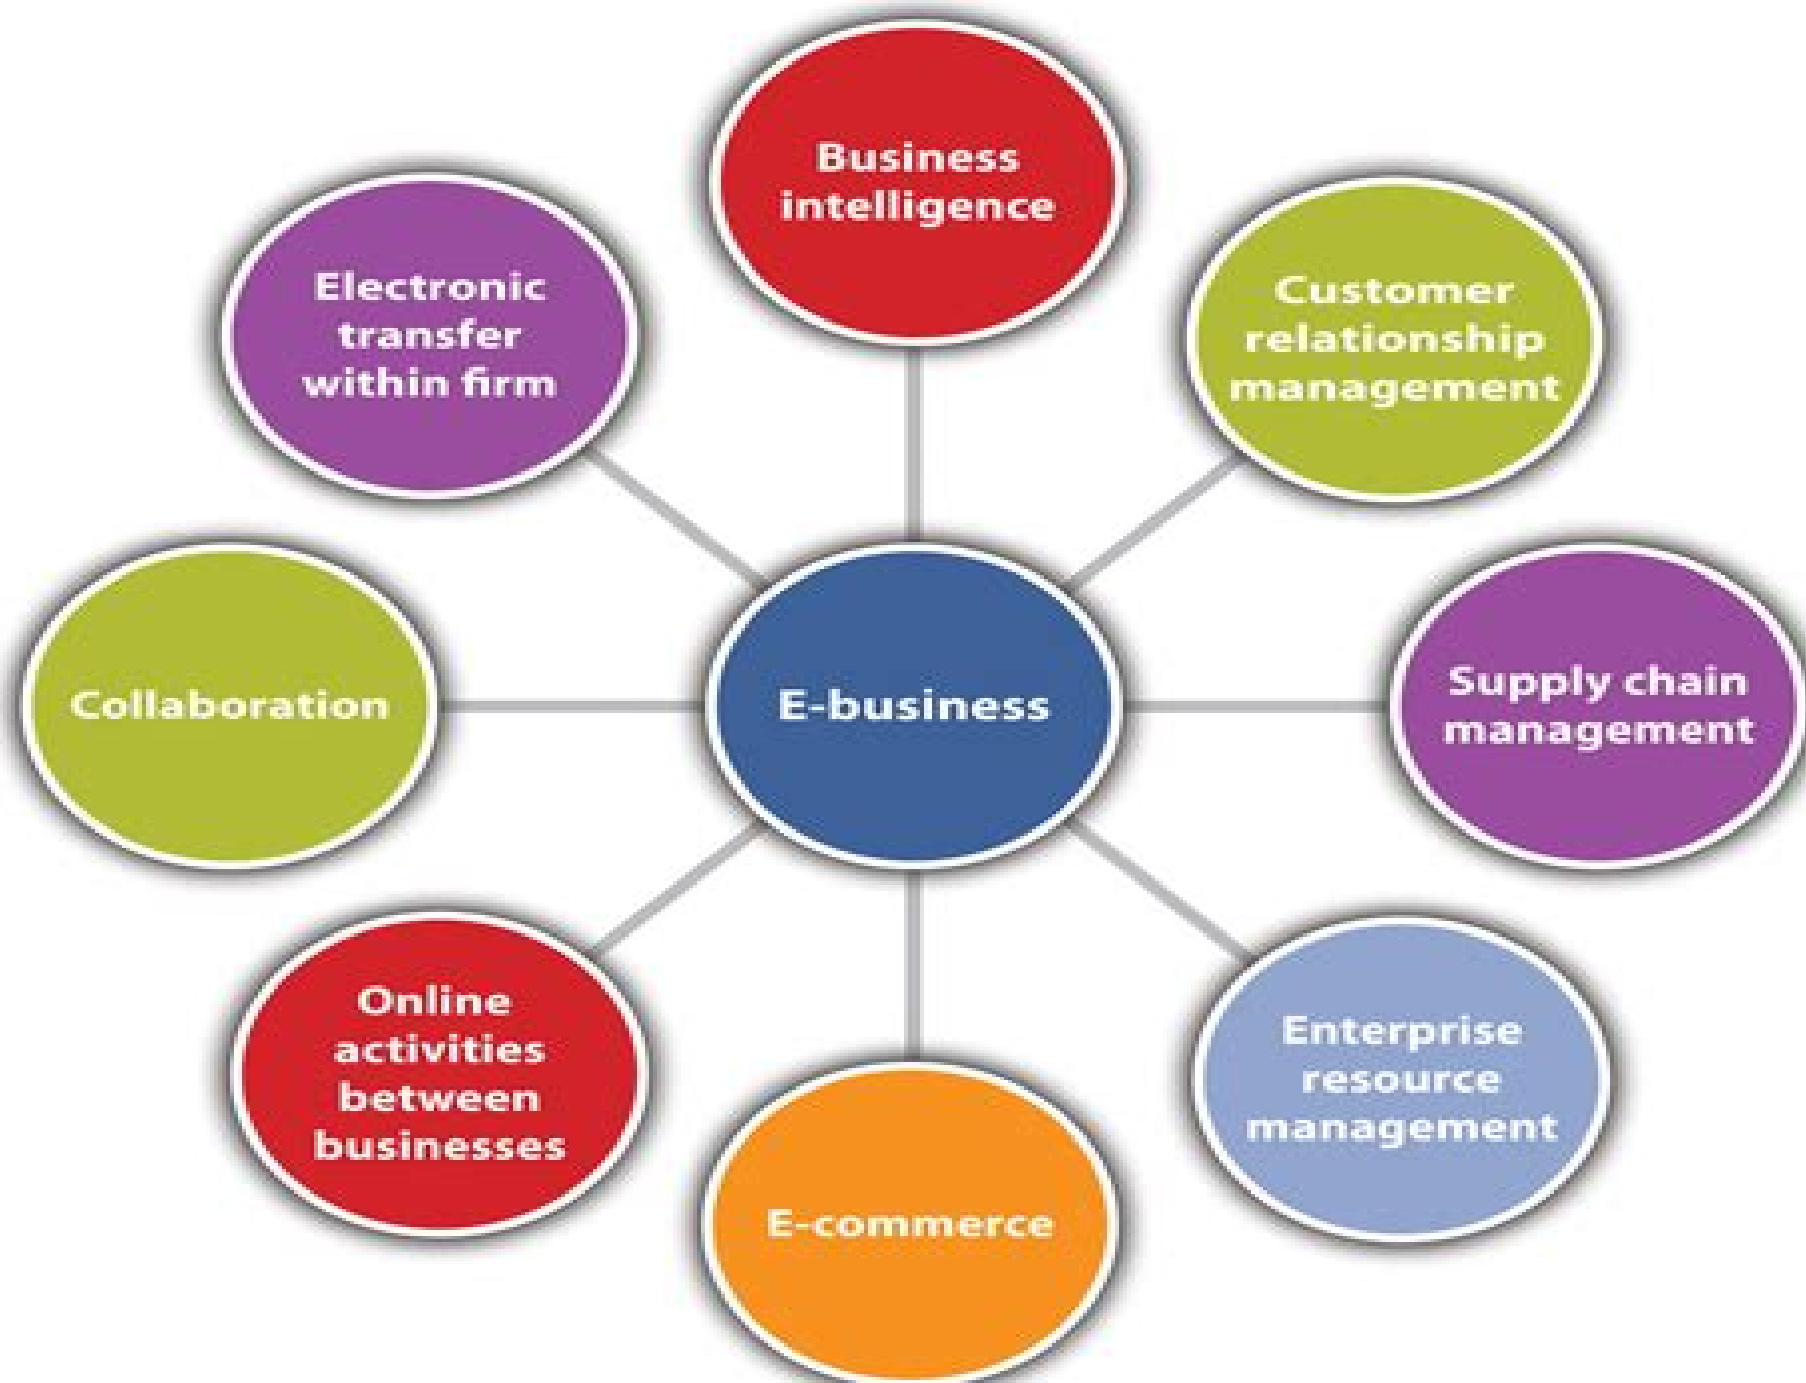 Business
intelligence
Electronic
transfer
within firm
Customer
relationship
management
Collaboration
E-business
Supply chain
management
Online
activities
between
businesses
Enterprise
resource
management
E-commerce